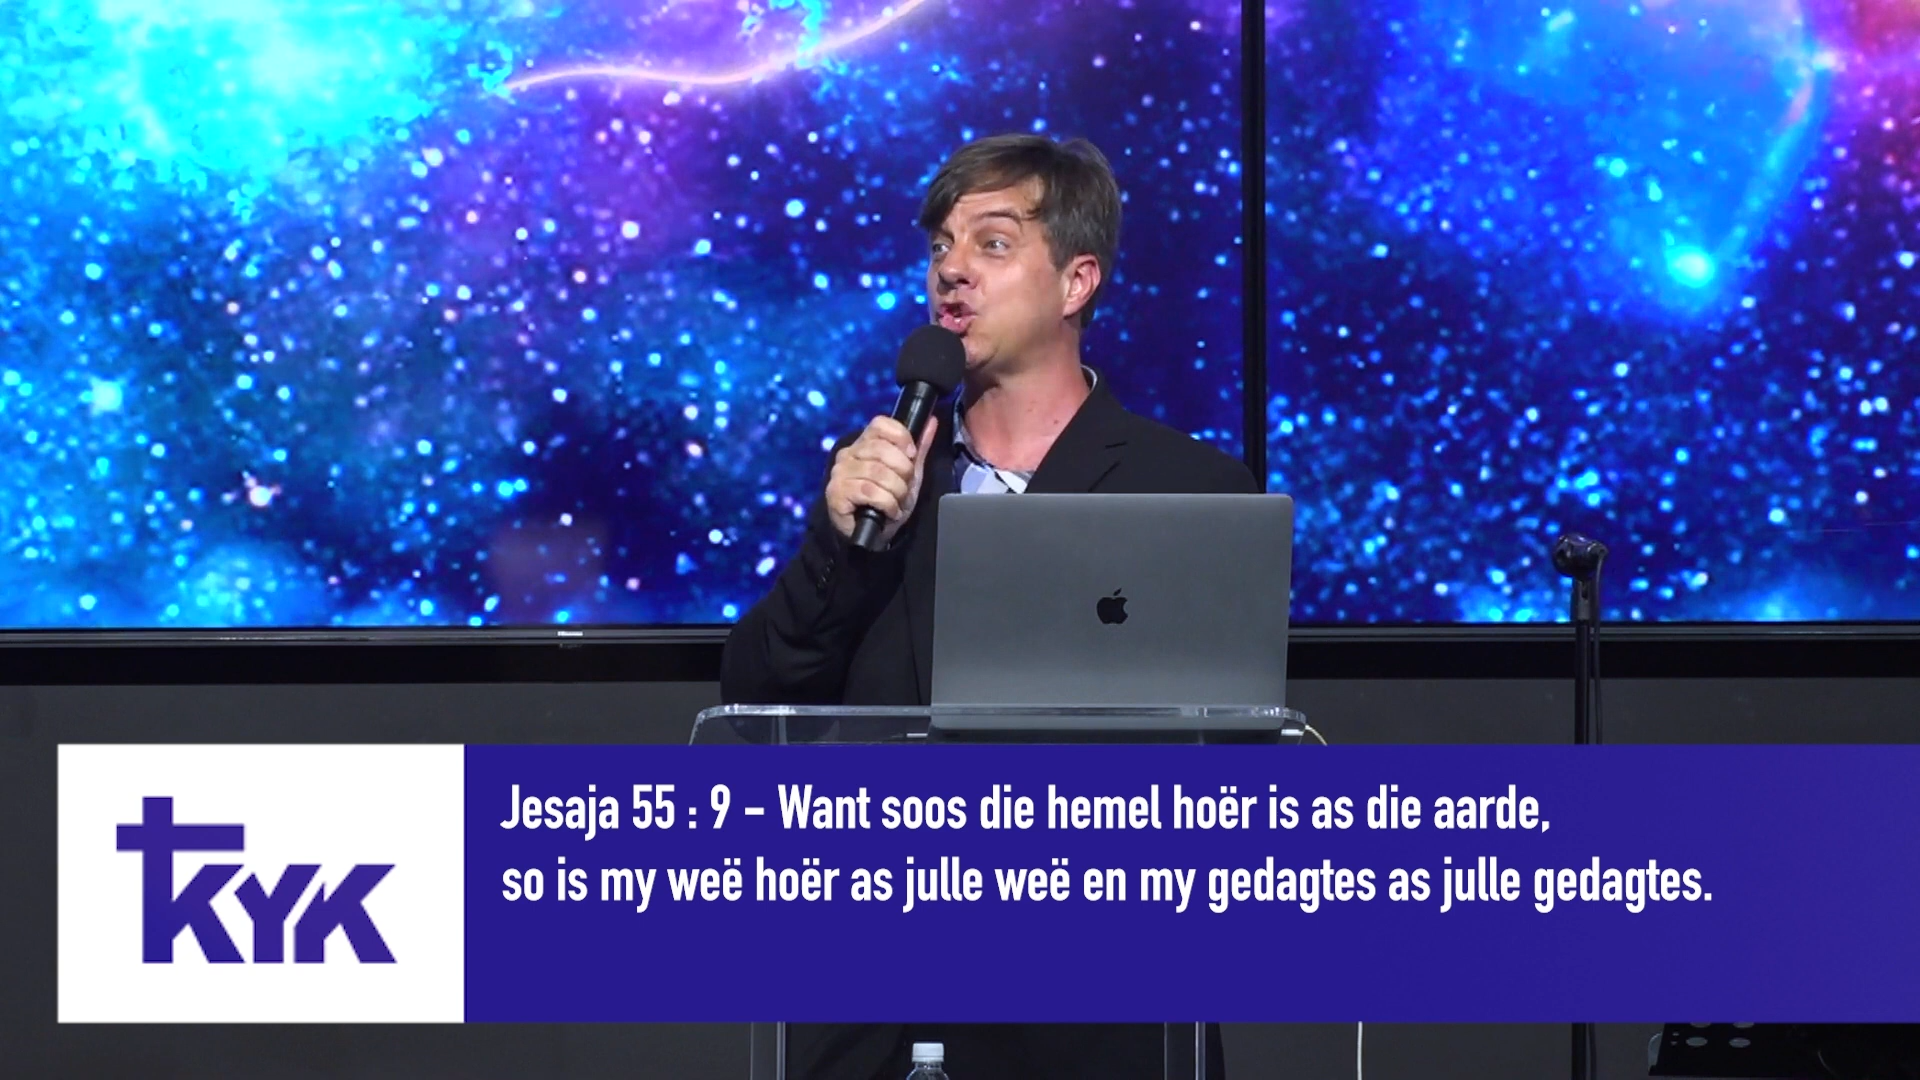 Jesaja 55 : 9 - Want soos die hemel hoër is as die aarde,
so is my weë hoër as julle weë en my gedagtes as julle gedagtes.
KYK